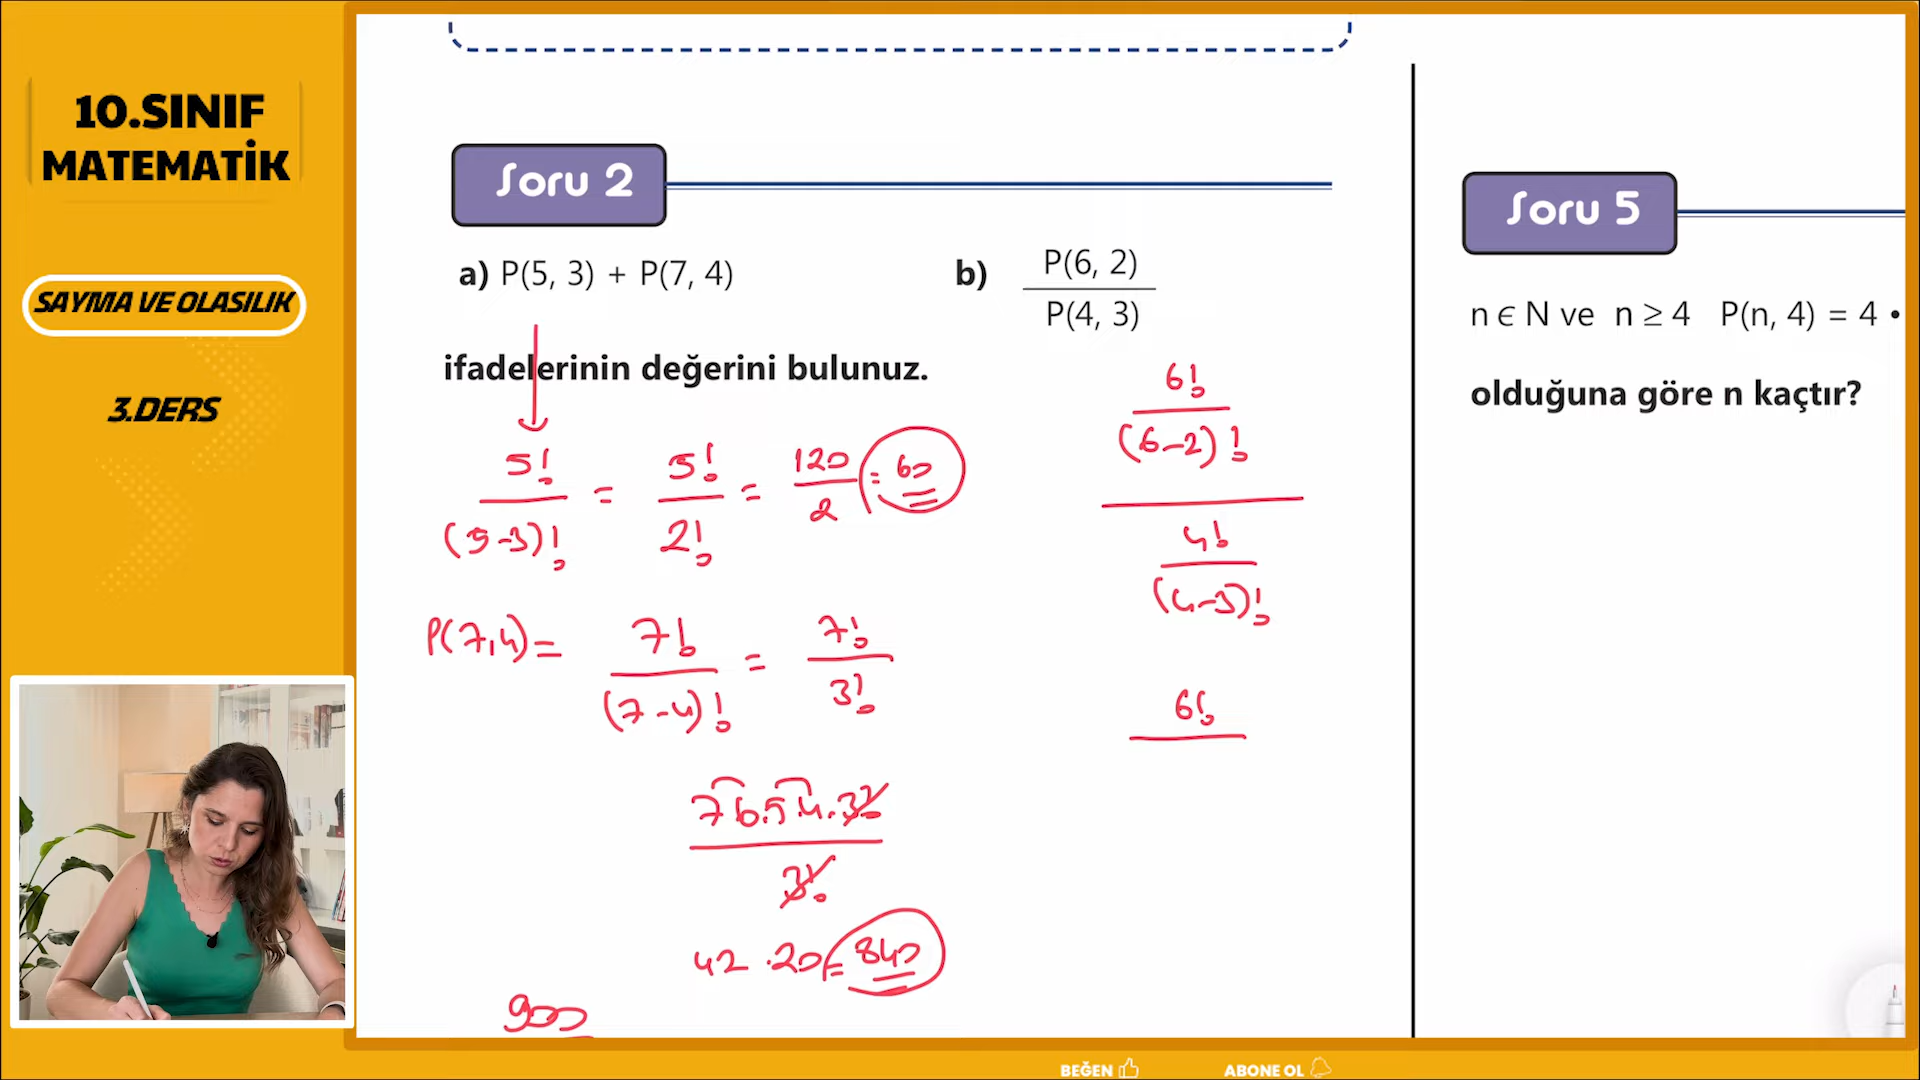 10.SINIF
MATEMATİK
SAYMA VE OLASILIK
3.DERS
Soru 2
a) P(5, 3) + P(7, 4)
b) P(6, 2)
P(4, 3)
ifadelerinin değerini bulunuz.
5! / (5-3)! = 5! / 2! = 120 / 2 = 60
P(7,4) = 7! / (7-4)! = 7! / 3!
7 6.5.4.3! / 3!
42 . 20 = 840
900
6!
(6-2)!
4!
(4-3)!
6!
Soru 5
n ∈ N ve n ≥ 4 P(n, 4) = 4 •
olduğuna göre n kaçtır?
BEĞEN
ABONE OL